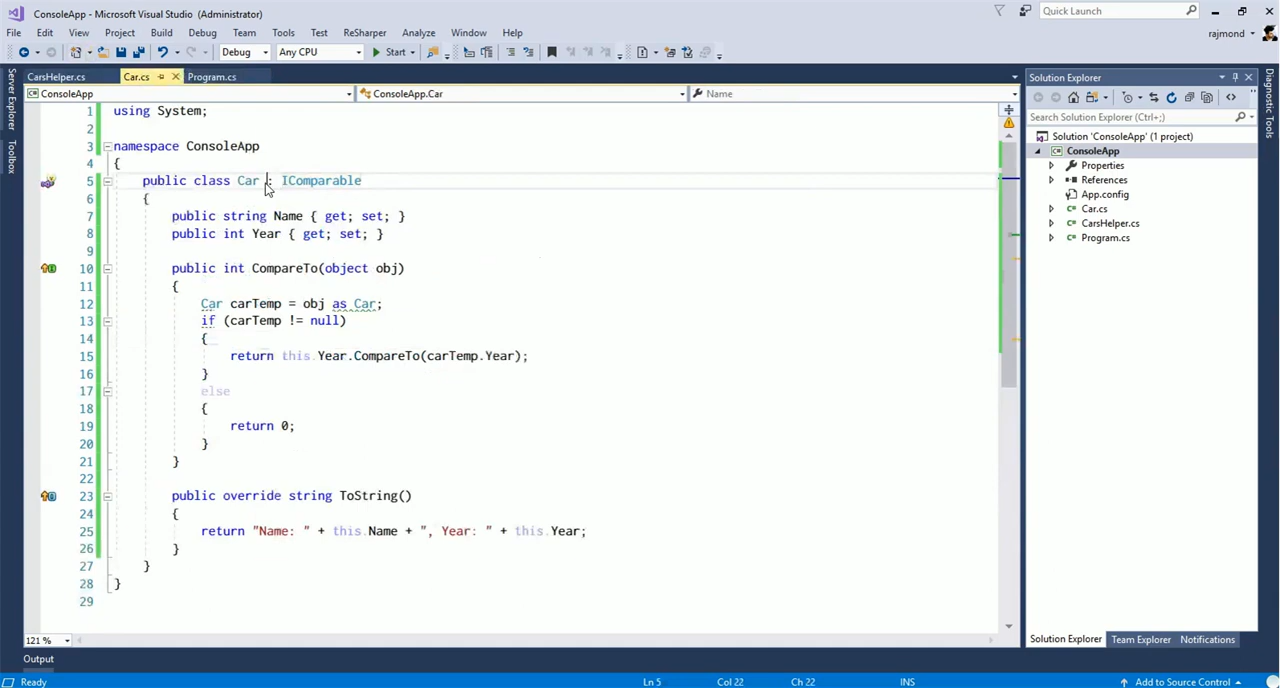 ConsoleApp - Microsoft Visual Studio (Administrator)
Quick Launch
File Edit View Project Build Debug Team Tools Test ReSharper Analyze Window Help
rajmond
Debug Any CPU Start
CarsHelper.cs Car.cs Program.cs
ConsoleApp ConsoleApp.Car Name
Server Explorer
Toolbox
1 using System;
2
3 namespace ConsoleApp
4 {
5 public class Car : IComparable
6 {
7 public string Name { get; set; }
8 public int Year { get; set; }
9
10 public int CompareTo(object obj)
11 {
12 Car carTemp = obj as Car;
13 if (carTemp != null)
14 {
15 return this.Year.CompareTo(carTemp.Year);
16 }
17 else
18 {
19 return 0;
20 }
21 }
22
23 public override string ToString()
24 {
25 return "Name: " + this.Name + ", Year: " + this.Year;
26 }
27 }
28 }
29
121 %
Solution Explorer
Search Solution Explorer (Ctrl+;)
Solution 'ConsoleApp' (1 project)
ConsoleApp
Properties
References
App.config
Car.cs
CarsHelper.cs
Program.cs
Solution Explorer Team Explorer Notifications
Diagnostic Tools
Output
Ready Ln 5 Col 22 Ch 22 INS Add to Source Control